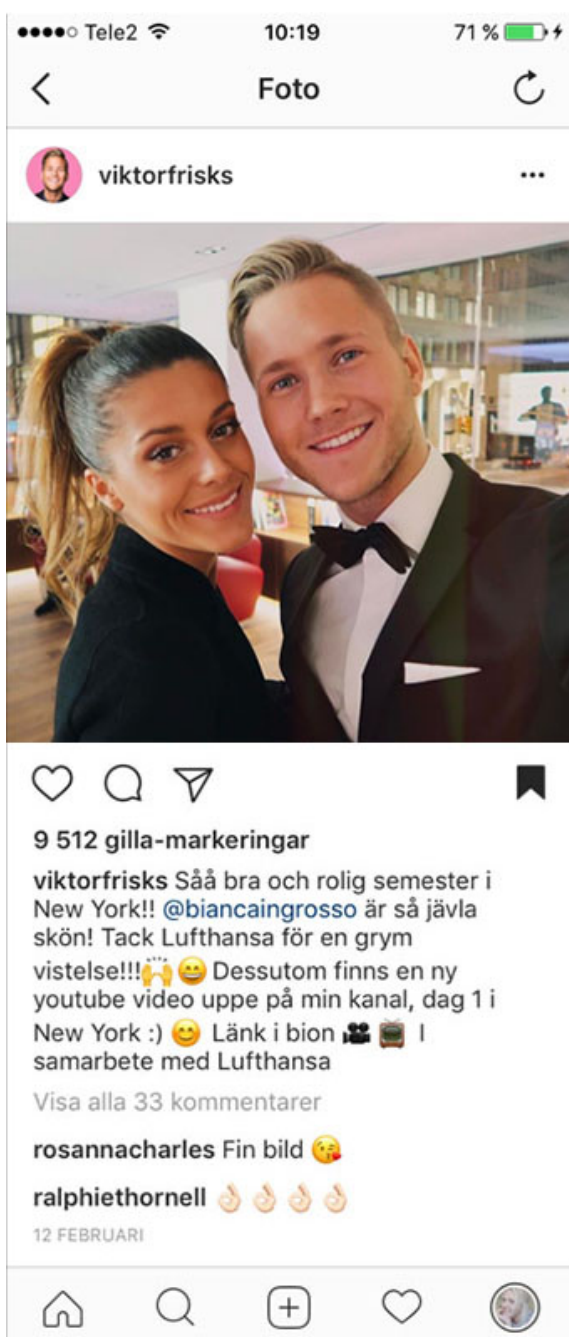 Tele2 10:19 71 %
Foto
viktorfrisks
9 512 gilla-markeringar
viktorfrisks Såå bra och rolig semester i
New York!! @biancaingrosso är så jävla
skön! Tack Lufthansa för en grym
vistelse!!!🙌😄 Dessutom finns en ny
youtube video uppe på min kanal, dag 1 i
New York :) 😊 Länk i bion 🎥📺 I
samarbete med Lufthansa
Visa alla 33 kommentarer
rosannacharles Fin bild 😘
ralphiethornell 👌🏻👌🏻👌🏻👌🏻
12 FEBRUARI